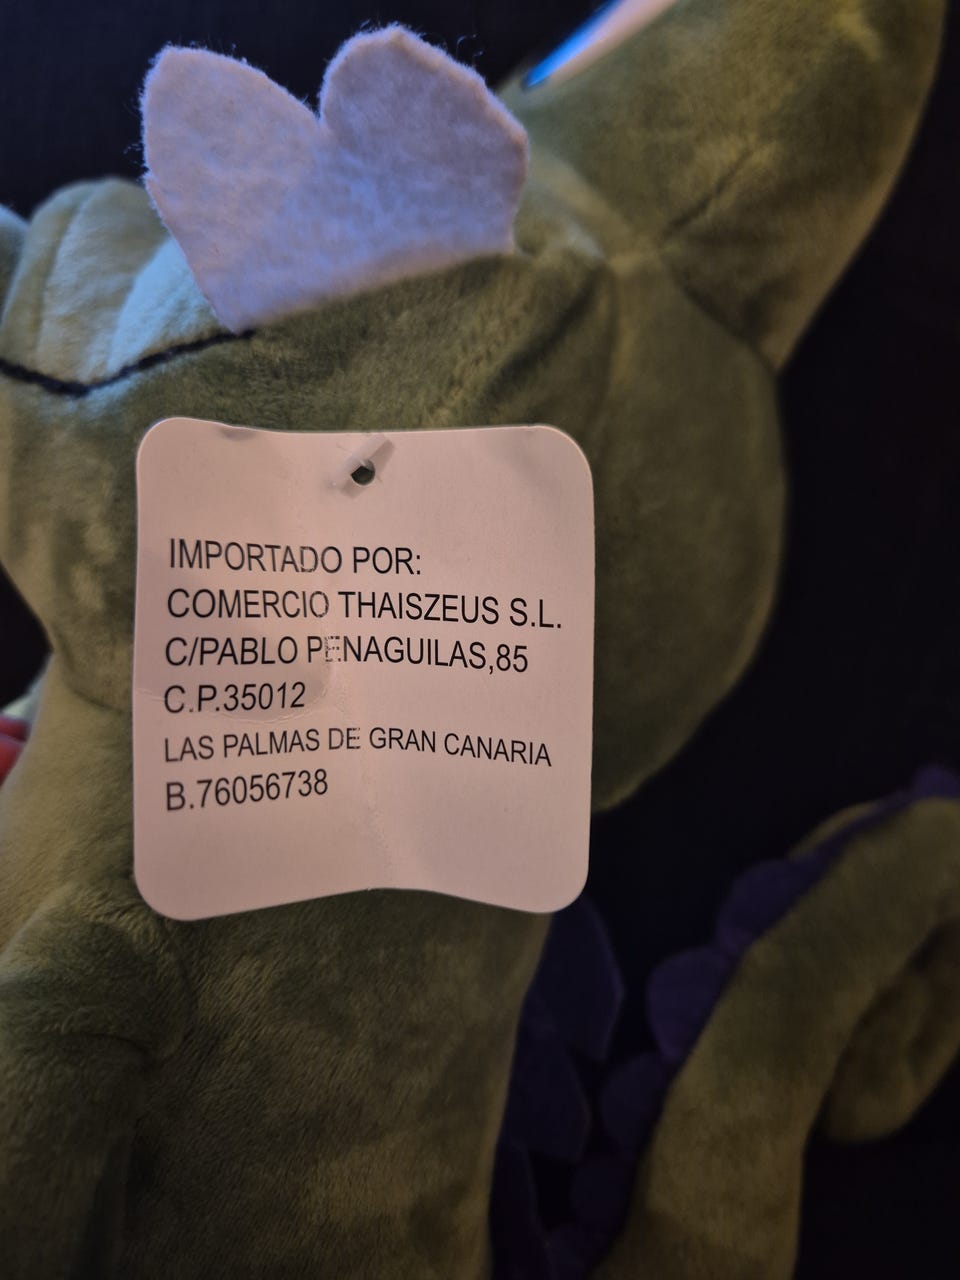 IMPORTADO POR:
COMERCIO THAISZEUS S.L.
C/PABLO PENAGUILAS,85
C.P.35012
LAS PALMAS DE GRAN CANARIA
B.76056738